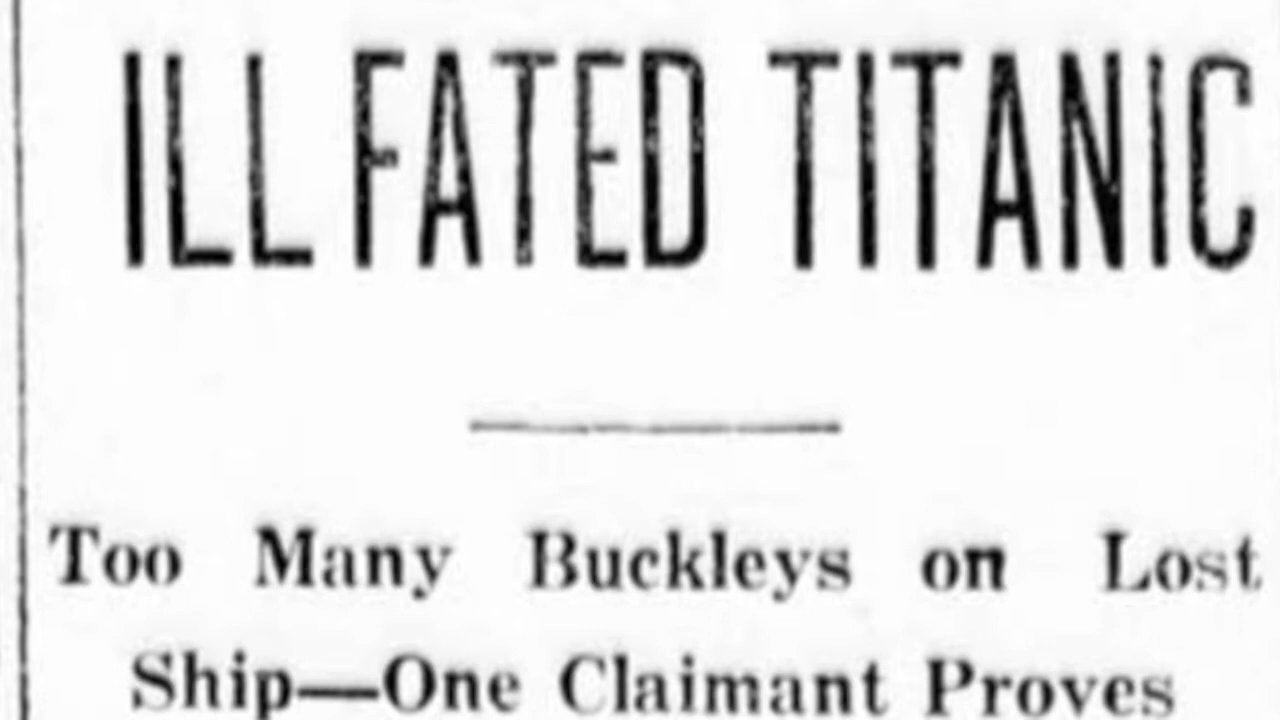 ILL FATED TITANIC
Too Many Buckleys on Lost
Ship—One Claimant Proves